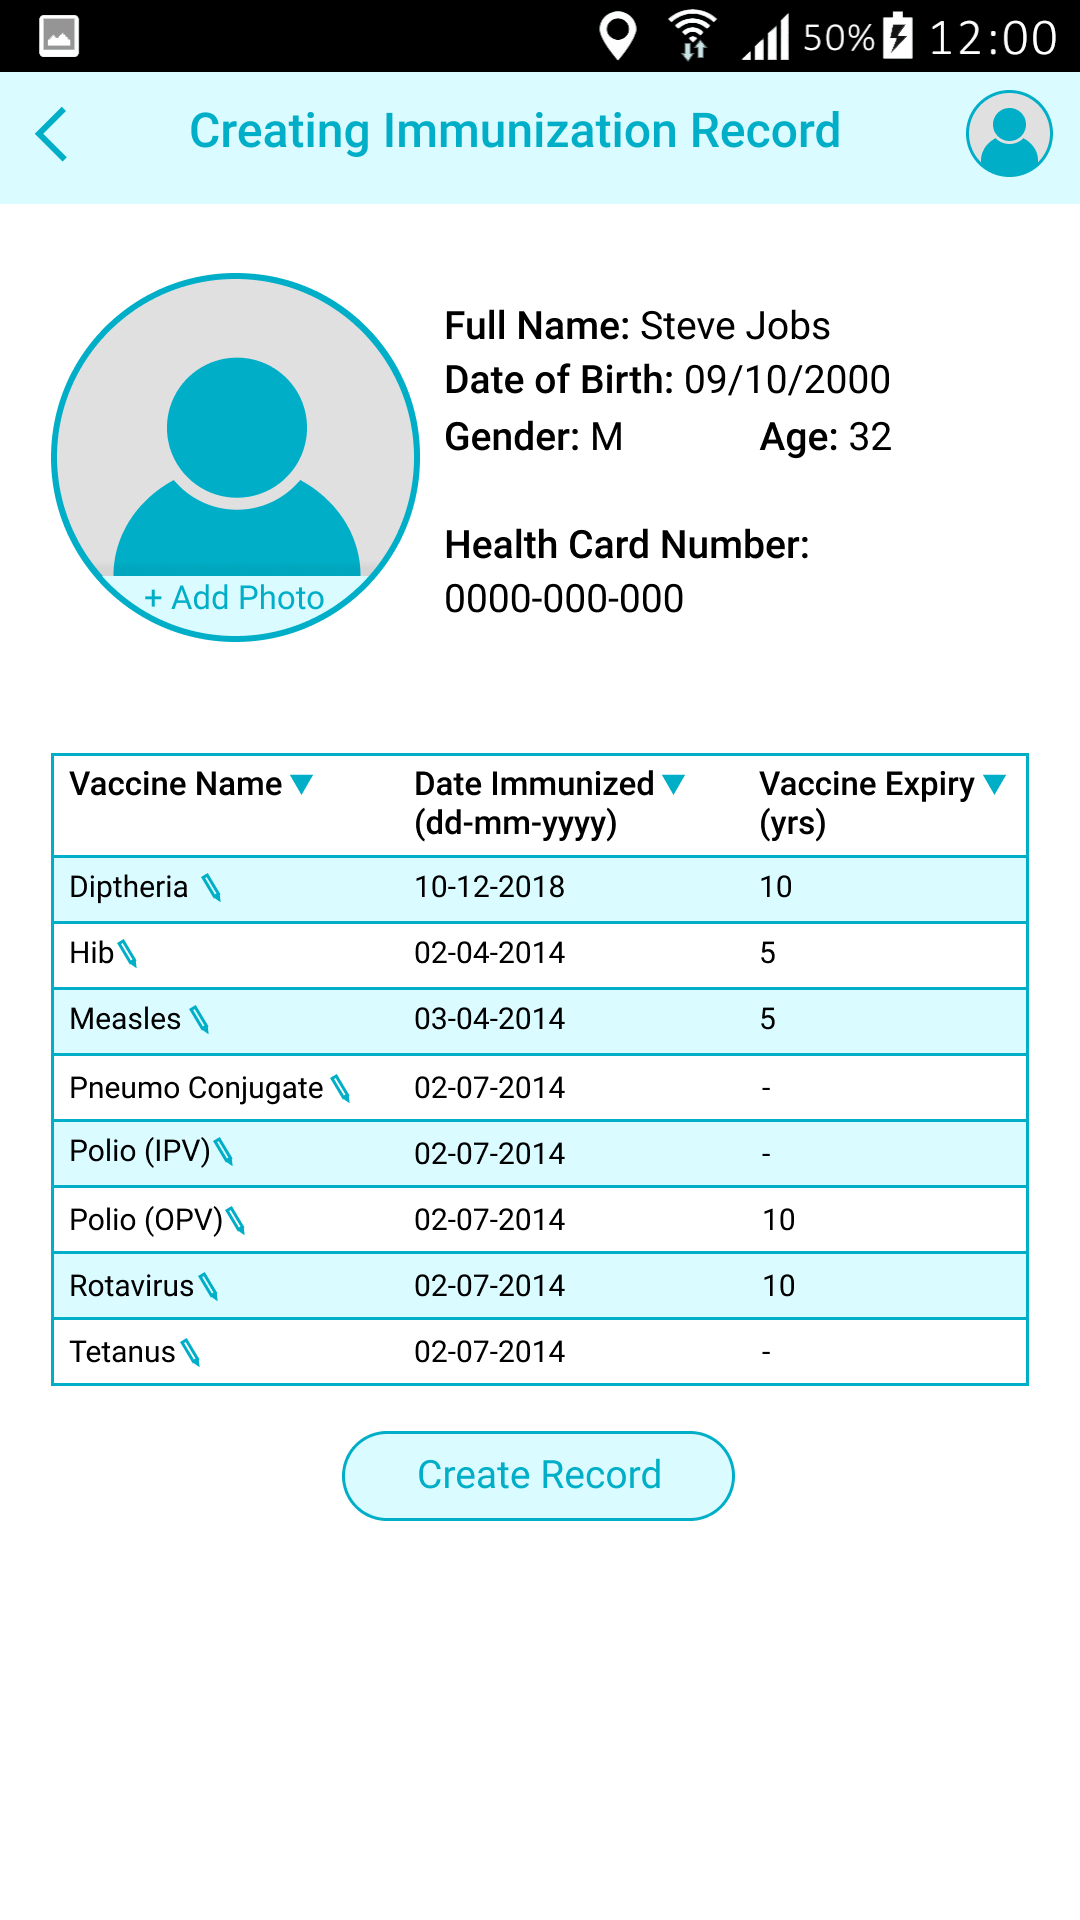 50% 12:00
Creating Immunization Record
Full Name: Steve Jobs
Date of Birth: 09/10/2000
Gender: M Age: 32
Health Card Number:
0000-000-000
+ Add Photo
Vaccine Name Date Immunized Vaccine Expiry
(dd-mm-yyyy) (yrs)
Diptheria 10-12-2018 10
Hib 02-04-2014 5
Measles 03-04-2014 5
Pneumo Conjugate 02-07-2014 -
Polio (IPV) 02-07-2014 -
Polio (OPV) 02-07-2014 10
Rotavirus 02-07-2014 10
Tetanus 02-07-2014 -
Create Record